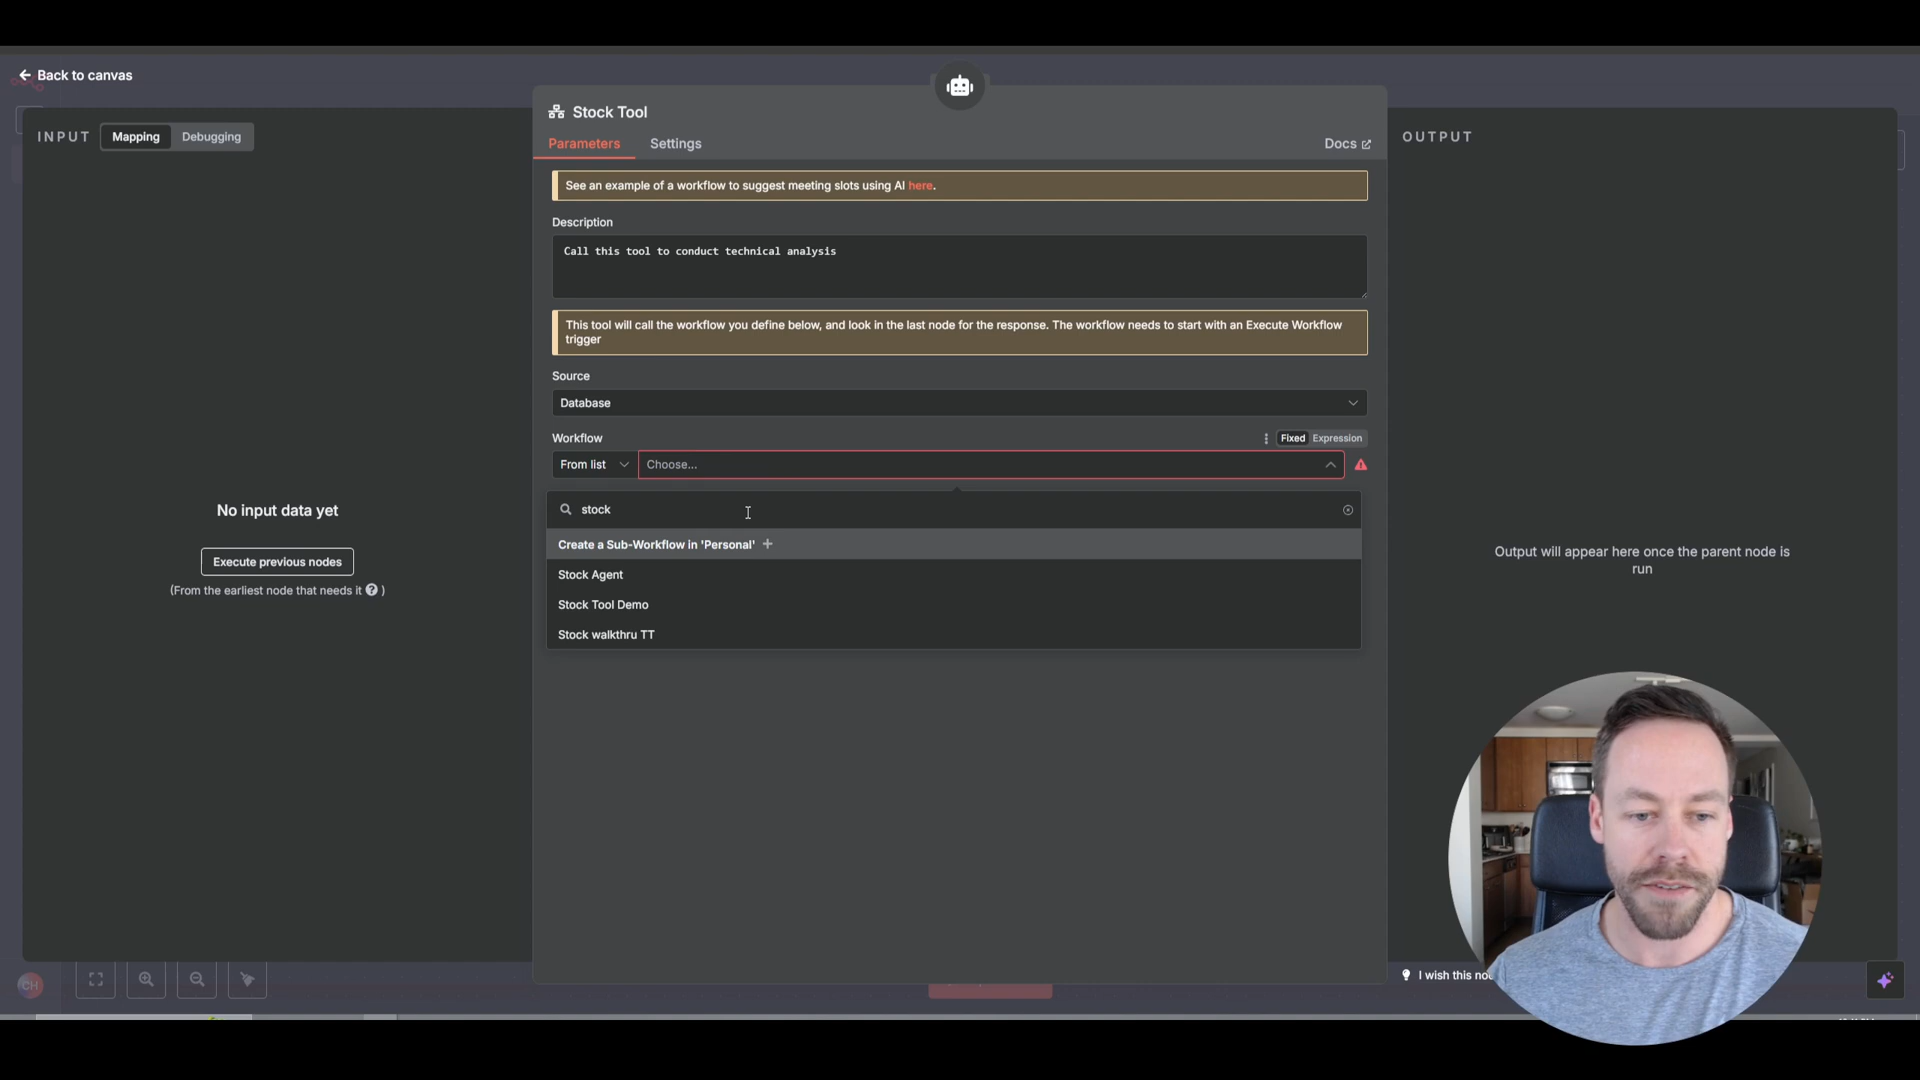 Back to canvas
INPUT
Mapping
Debugging
No input data yet
Execute previous nodes
(From the earliest node that needs it ? )
Stock Tool
Parameters
Settings
Docs
See an example of a workflow to suggest meeting slots using AI here.
Description
Call this tool to conduct technical analysis
This tool will call the workflow you define below, and look in the last node for the response. The workflow needs to start with an Execute Workflow
trigger
Source
Database
Workflow
Fixed
Expression
From list
Choose...
stock
Create a Sub-Workflow in 'Personal' +
Stock Agent
Stock Tool Demo
Stock walkthru TT
OUTPUT
Output will appear here once the parent node is
run
I wish this
CH